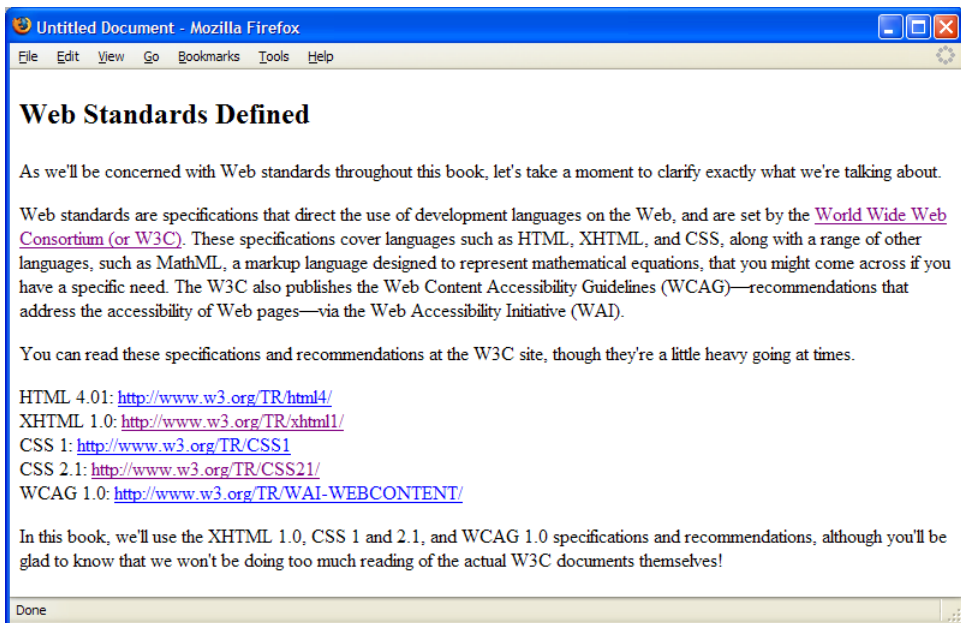 Untitled Document - Mozilla Firefox
File Edit View Go Bookmarks Tools Help
Web Standards Defined
As we'll be concerned with Web standards throughout this book, let's take a moment to clarify exactly what we're talking about.
Web standards are specifications that direct the use of development languages on the Web, and are set by the World Wide Web
Consortium (or W3C). These specifications cover languages such as HTML, XHTML, and CSS, along with a range of other
languages, such as MathML, a markup language designed to represent mathematical equations, that you might come across if you
have a specific need. The W3C also publishes the Web Content Accessibility Guidelines (WCAG)—recommendations that
address the accessibility of Web pages—via the Web Accessibility Initiative (WAI).
You can read these specifications and recommendations at the W3C site, though they're a little heavy going at times.
HTML 4.01: http://www.w3.org/TR/html4/
XHTML 1.0: http://www.w3.org/TR/xhtml1/
CSS 1: http://www.w3.org/TR/CSS1
CSS 2.1: http://www.w3.org/TR/CSS21/
WCAG 1.0: http://www.w3.org/TR/WAI-WEBCONTENT/
In this book, we'll use the XHTML 1.0, CSS 1 and 2.1, and WCAG 1.0 specifications and recommendations, although you'll be
glad to know that we won't be doing too much reading of the actual W3C documents themselves!
Done